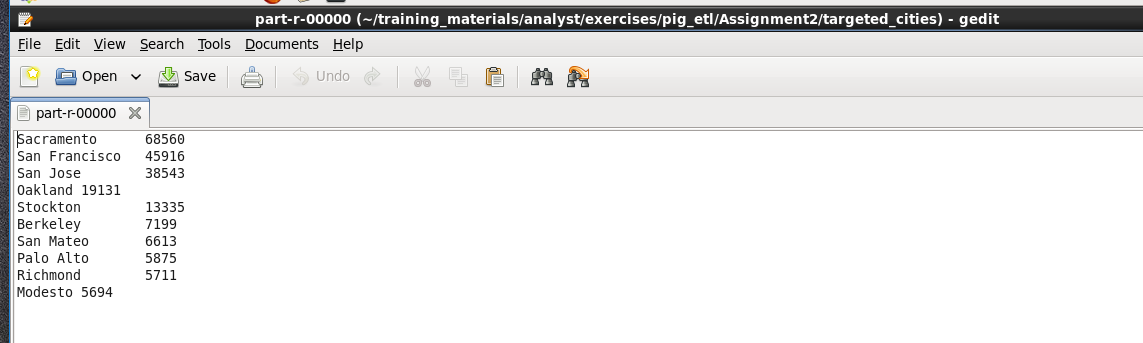 part-r-00000 (~/training_materials/analyst/exercises/pig_etl/Assignment2/targeted_cities) - gedit
File Edit View Search Tools Documents Help
Open Save Undo
part-r-00000
Sacramento 68560
San Francisco 45916
San Jose 38543
Oakland 19131
Stockton 13335
Berkeley 7199
San Mateo 6613
Palo Alto 5875
Richmond 5711
Modesto 5694